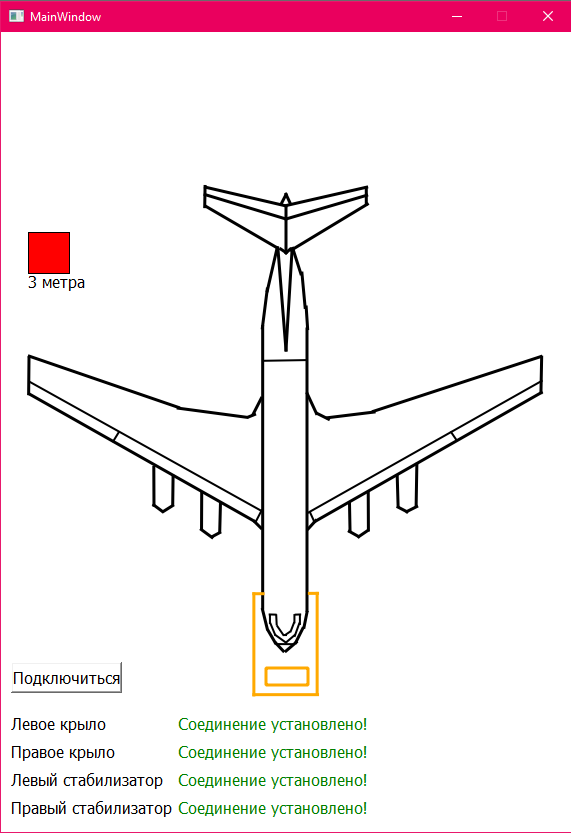 MainWindow
3 метра
Подключиться
Левое крыло Соединение установлено!
Правое крыло Соединение установлено!
Левый стабилизатор Соединение установлено!
Правый стабилизатор Соединение установлено!